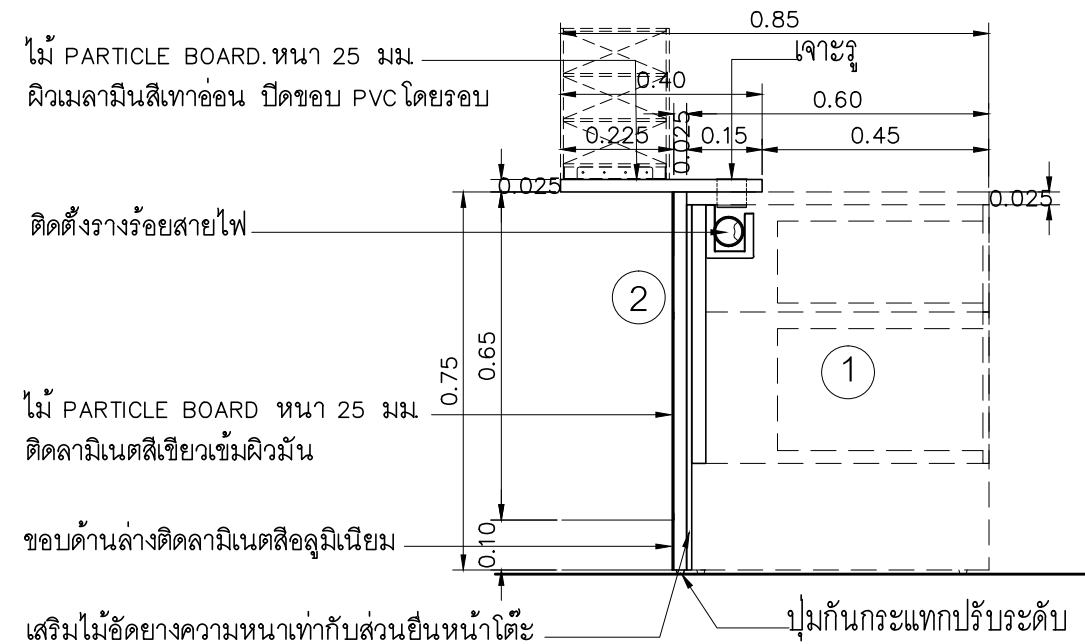 0.85
ไม้ PARTICLE BOARD. หนา 25 มม.
เจาะรู
0.40
ผิวเมลามีนสีเทาอ่อน ปิดขอบ PVC โดยรอบ
0.60
0.225
0.025
0.15
0.45
0.025
0.025
ติดตั้งรางร้อยสายไฟ
2
0.65
0.75
1
ไม้ PARTICLE BOARD หนา 25 มม.
ติดลามิเนตสีเขียวเข้มผิวมัน
0.10
ขอบด้านล่างติดลามิเนตสีอลูมิเนียม
เสริมไม้อัดยางความหนาเท่ากับส่วนยื่นหน้าโต๊ะ
ปุ่มกันกระแทกปรับระดับ